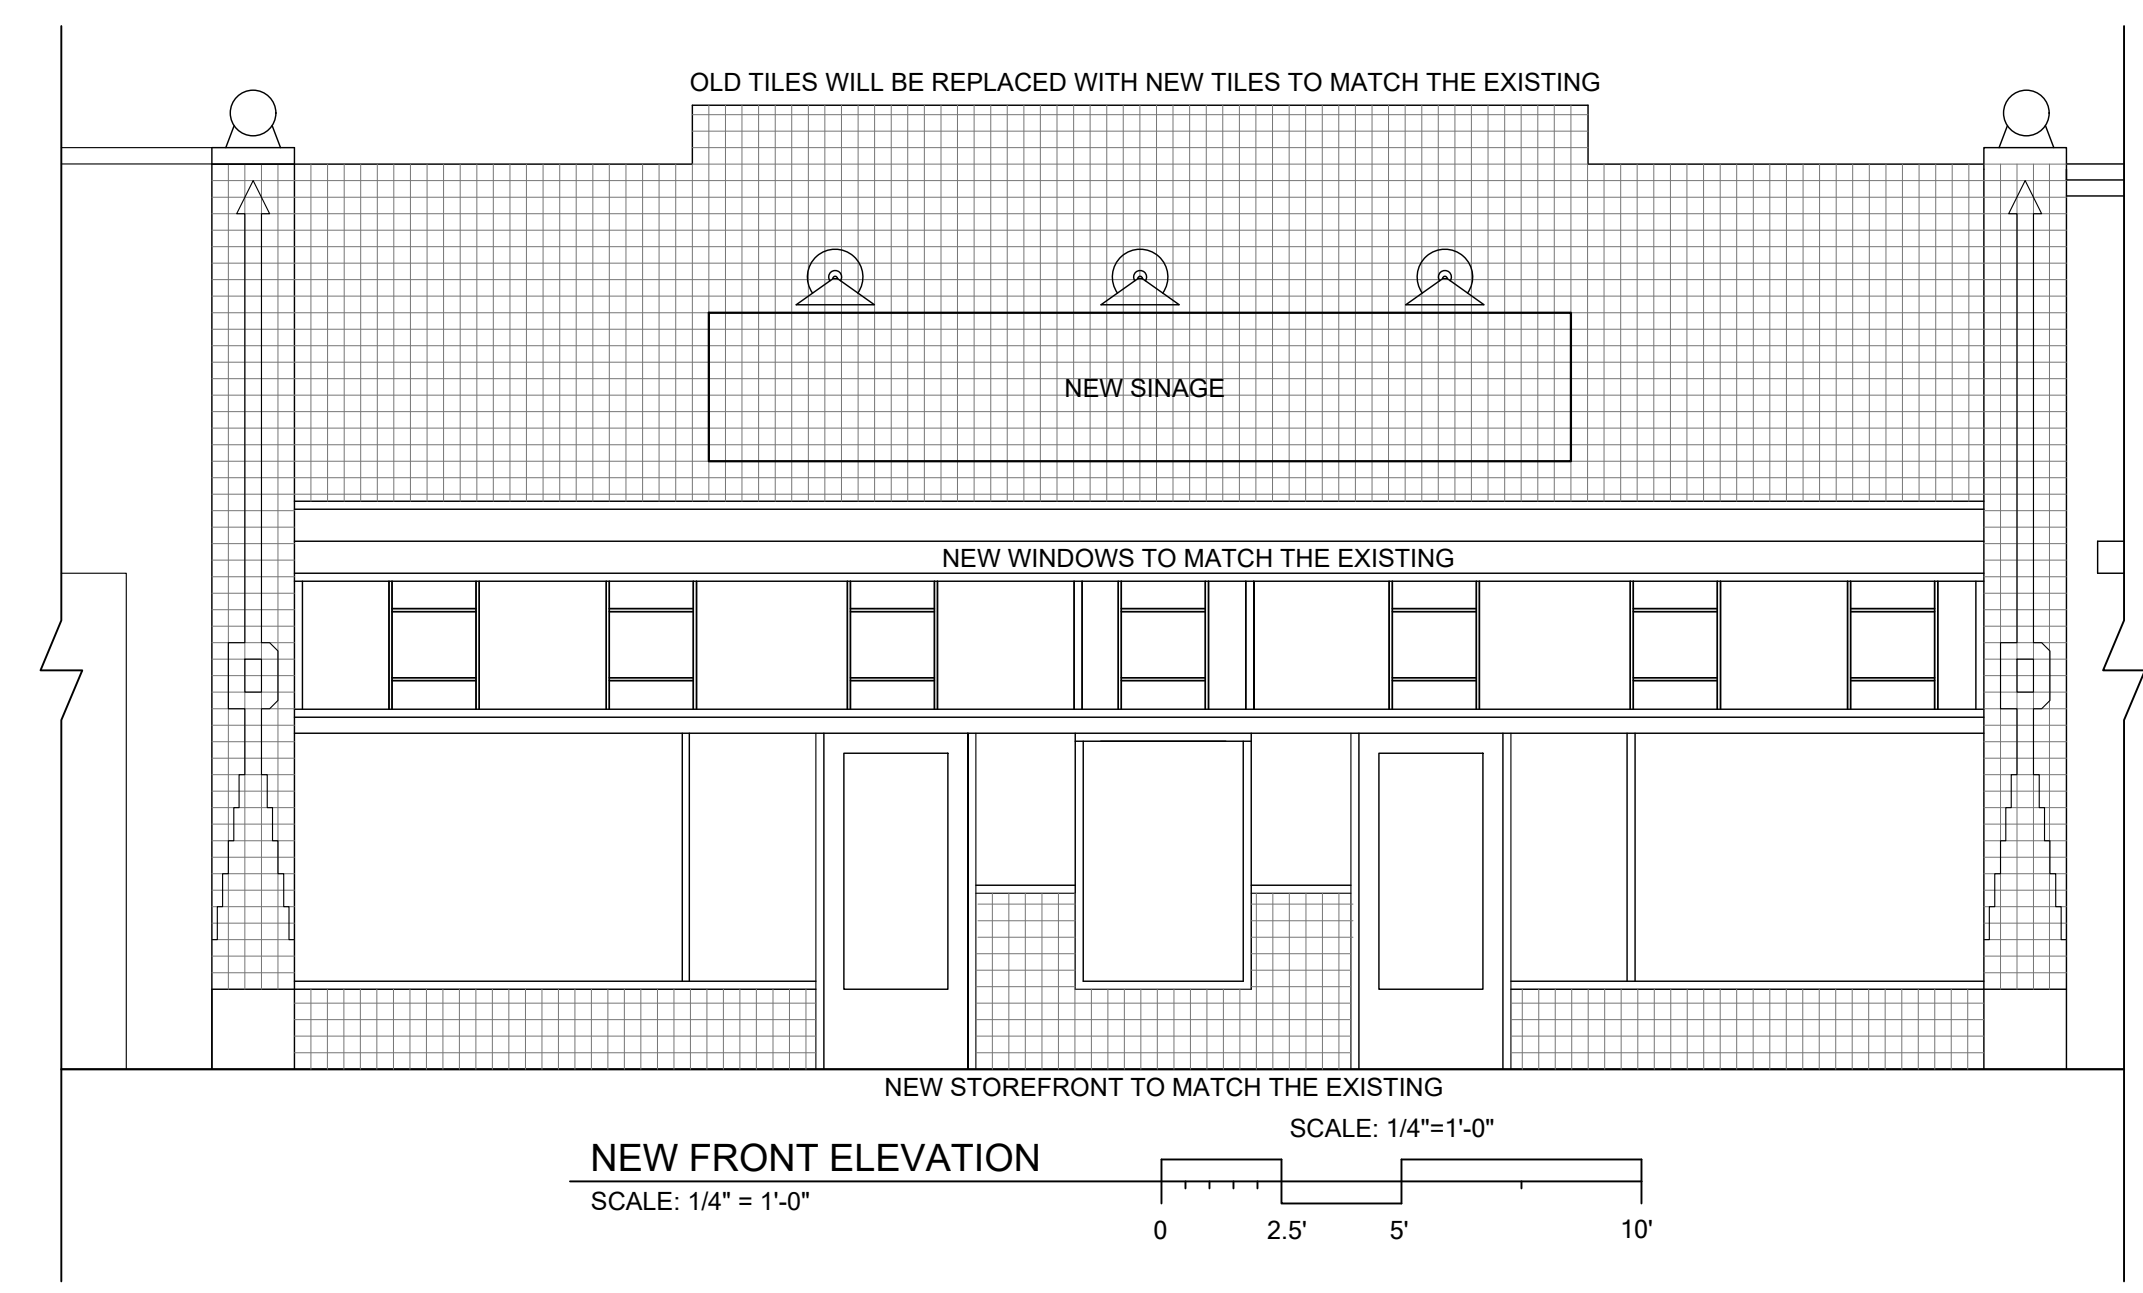 OLD TILES WILL BE REPLACED WITH NEW TILES TO MATCH THE EXISTING
NEW SINAGE
NEW WINDOWS TO MATCH THE EXISTING
NEW STOREFRONT TO MATCH THE EXISTING
SCALE: 1/4"=1'-0"
NEW FRONT ELEVATION
SCALE: 1/4" = 1'-0"
0 2.5' 5' 10'